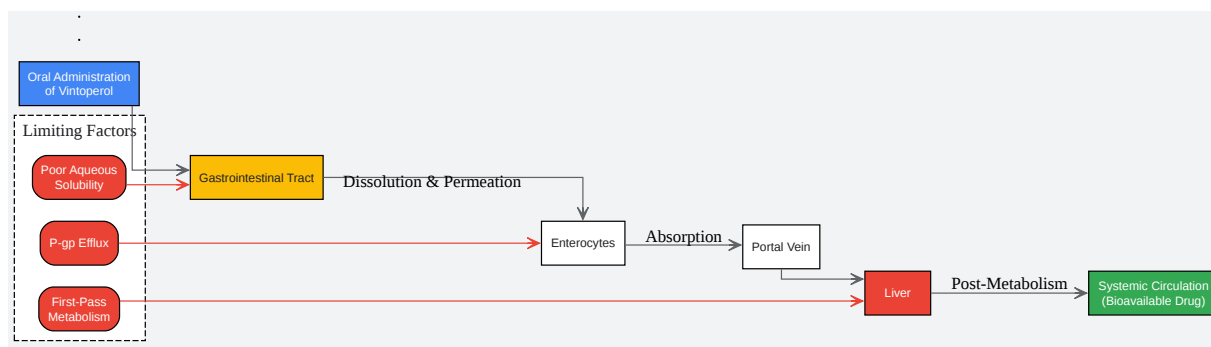 .
.
Oral Administration
of Vintoperol
Limiting Factors
Poor Aqueous
Solubility
Gastrointestinal Tract
Dissolution & Permeation
P-gp Efflux
Enterocytes
Absorption
Portal Vein
First-Pass
Metabolism
Liver
Post-Metabolism
Systemic Circulation
(Bioavailable Drug)